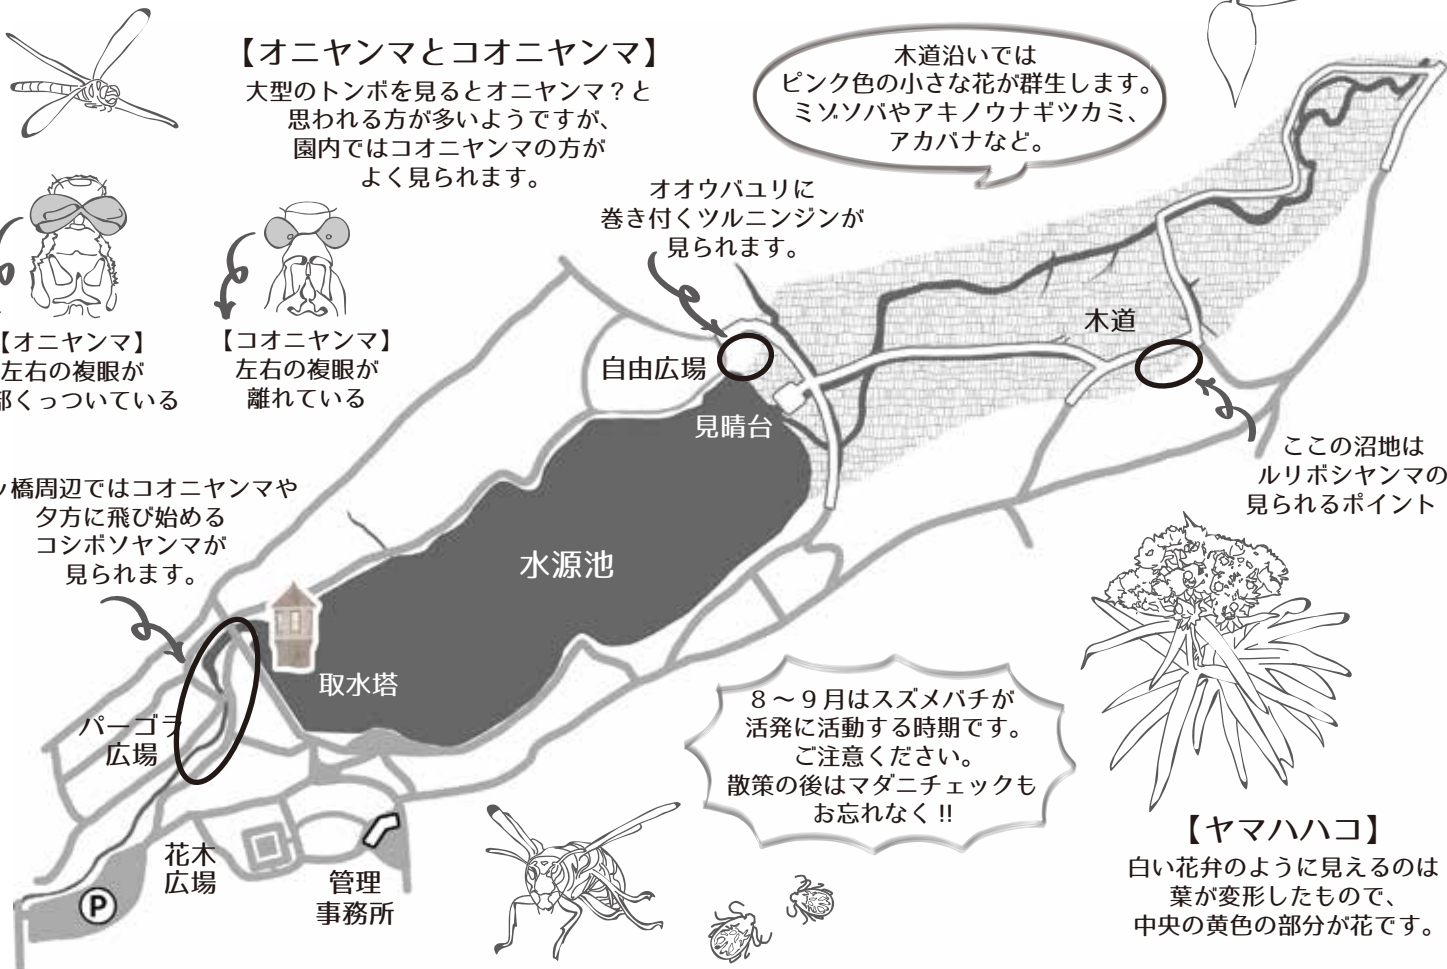 【オニヤンマとコオニヤンマ】
大型のトンボを見るとオニヤンマ？と
思われる方が多いようですが、
園内ではコオニヤンマの方が
よく見られます。
木道沿いでは
ピンク色の小さな花が群生します。
ミゾソバやアキノウナギツカミ、
アカバナなど。
オオウバユリに
巻き付くツルニンジンが
見られます。
【オニヤンマ】
左右の複眼が
くっついている
【コオニヤンマ】
左右の複眼が
離れている
自由広場
木道
見晴台
ここの沼地は
ルリボシヤンマの
見られるポイント
橋周辺ではコオニヤンマや
夕方に飛び始める
コシボソヤンマが
見られます。
水源池
取水塔
パーゴラ
広場
8～9月はスズメバチが
活発に活動する時期です。
ご注意ください。
散策の後はマダニチェックも
お忘れなく!!
花木
広場
管理
事務所
P
【ヤマハハコ】
白い花弁のように見えるのは
葉が変形したもので、
中央の黄色の部分が花です。